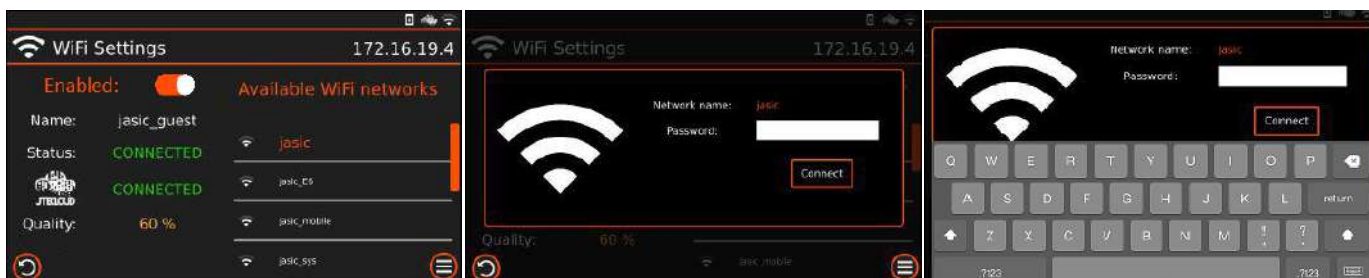 WiFi Settings 172.16.19.4
Enabled:
Available WiFi networks
Name: jasic_guest
jasic
Status: CONNECTED
jasic_E6
JTECLOUD CONNECTED
jasic_mobile
Quality: 60 %
jasic_sys
WiFi Settings 172.16.19.4
Network name: jasic
Password:
Connect
Quality: 60 %
jasic_mobile
Network name: jasic
Password:
Connect
Q W E R T Y U I O P
A S D F G H J K L return
Z X C V B N M ! , ? .
.?123 .?123